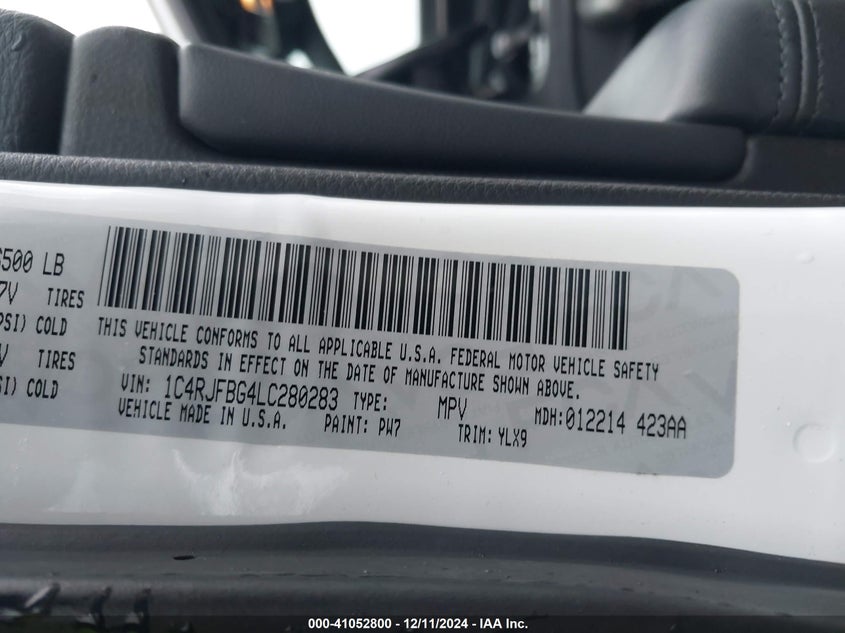 6500 LB
7V TIRES
PSI) COLD
V TIRES
SI) COLD
THIS VEHICLE CONFORMS TO ALL APPLICABLE U.S.A. FEDERAL MOTOR VEHICLE SAFETY
STANDARDS IN EFFECT ON THE DATE OF MANUFACTURE SHOWN ABOVE.
VIN: 1C4RJFBG4LC280283 TYPE: MPV MDH:012214 423AA
VEHICLE MADE IN U.S.A. PAINT: PW7 TRIM: YLX9
000-41052800 - 12/11/2024 - IAA Inc.